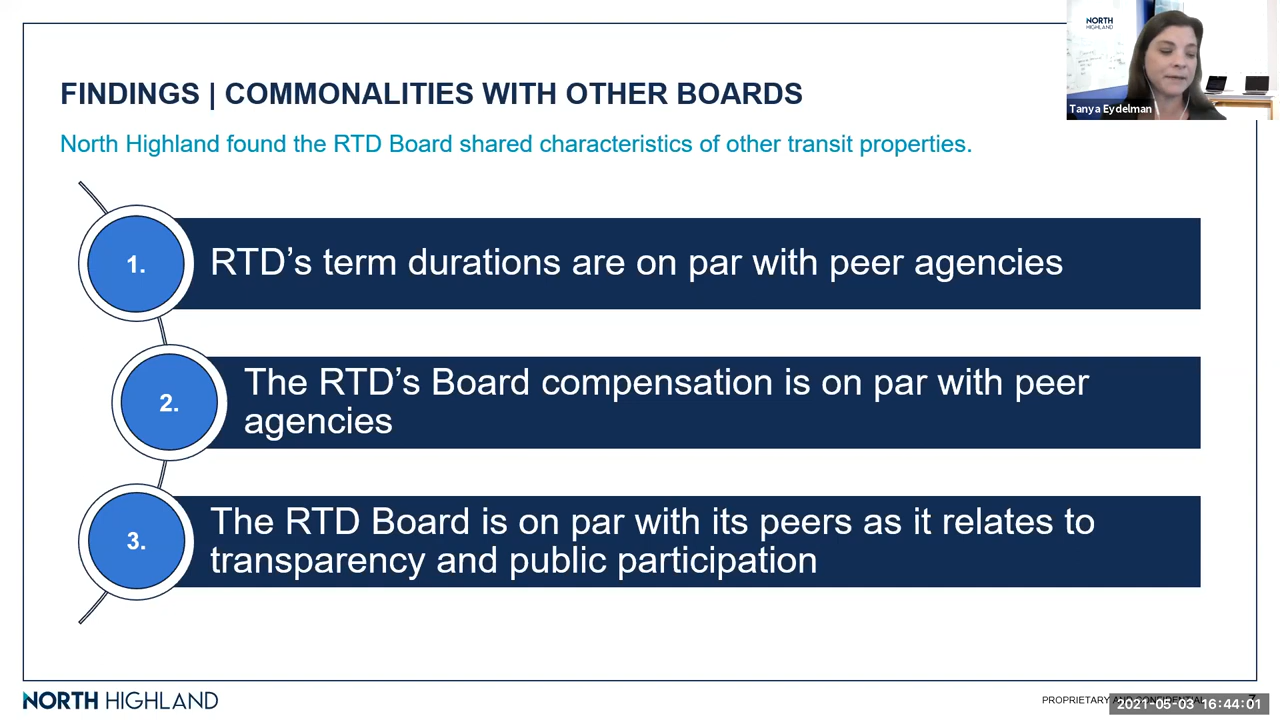 NORTH
HIGHLAND
Tanya Eydelman
FINDINGS | COMMONALITIES WITH OTHER BOARDS
North Highland found the RTD Board shared characteristics of other transit properties.
1.
RTD’s term durations are on par with peer agencies
2.
The RTD’s Board compensation is on par with peer
agencies
3.
The RTD Board is on par with its peers as it relates to
transparency and public participation
NORTH HIGHLAND
PROPRIETARY AND CONFIDENTIAL
7
2021-05-03 16:44:01